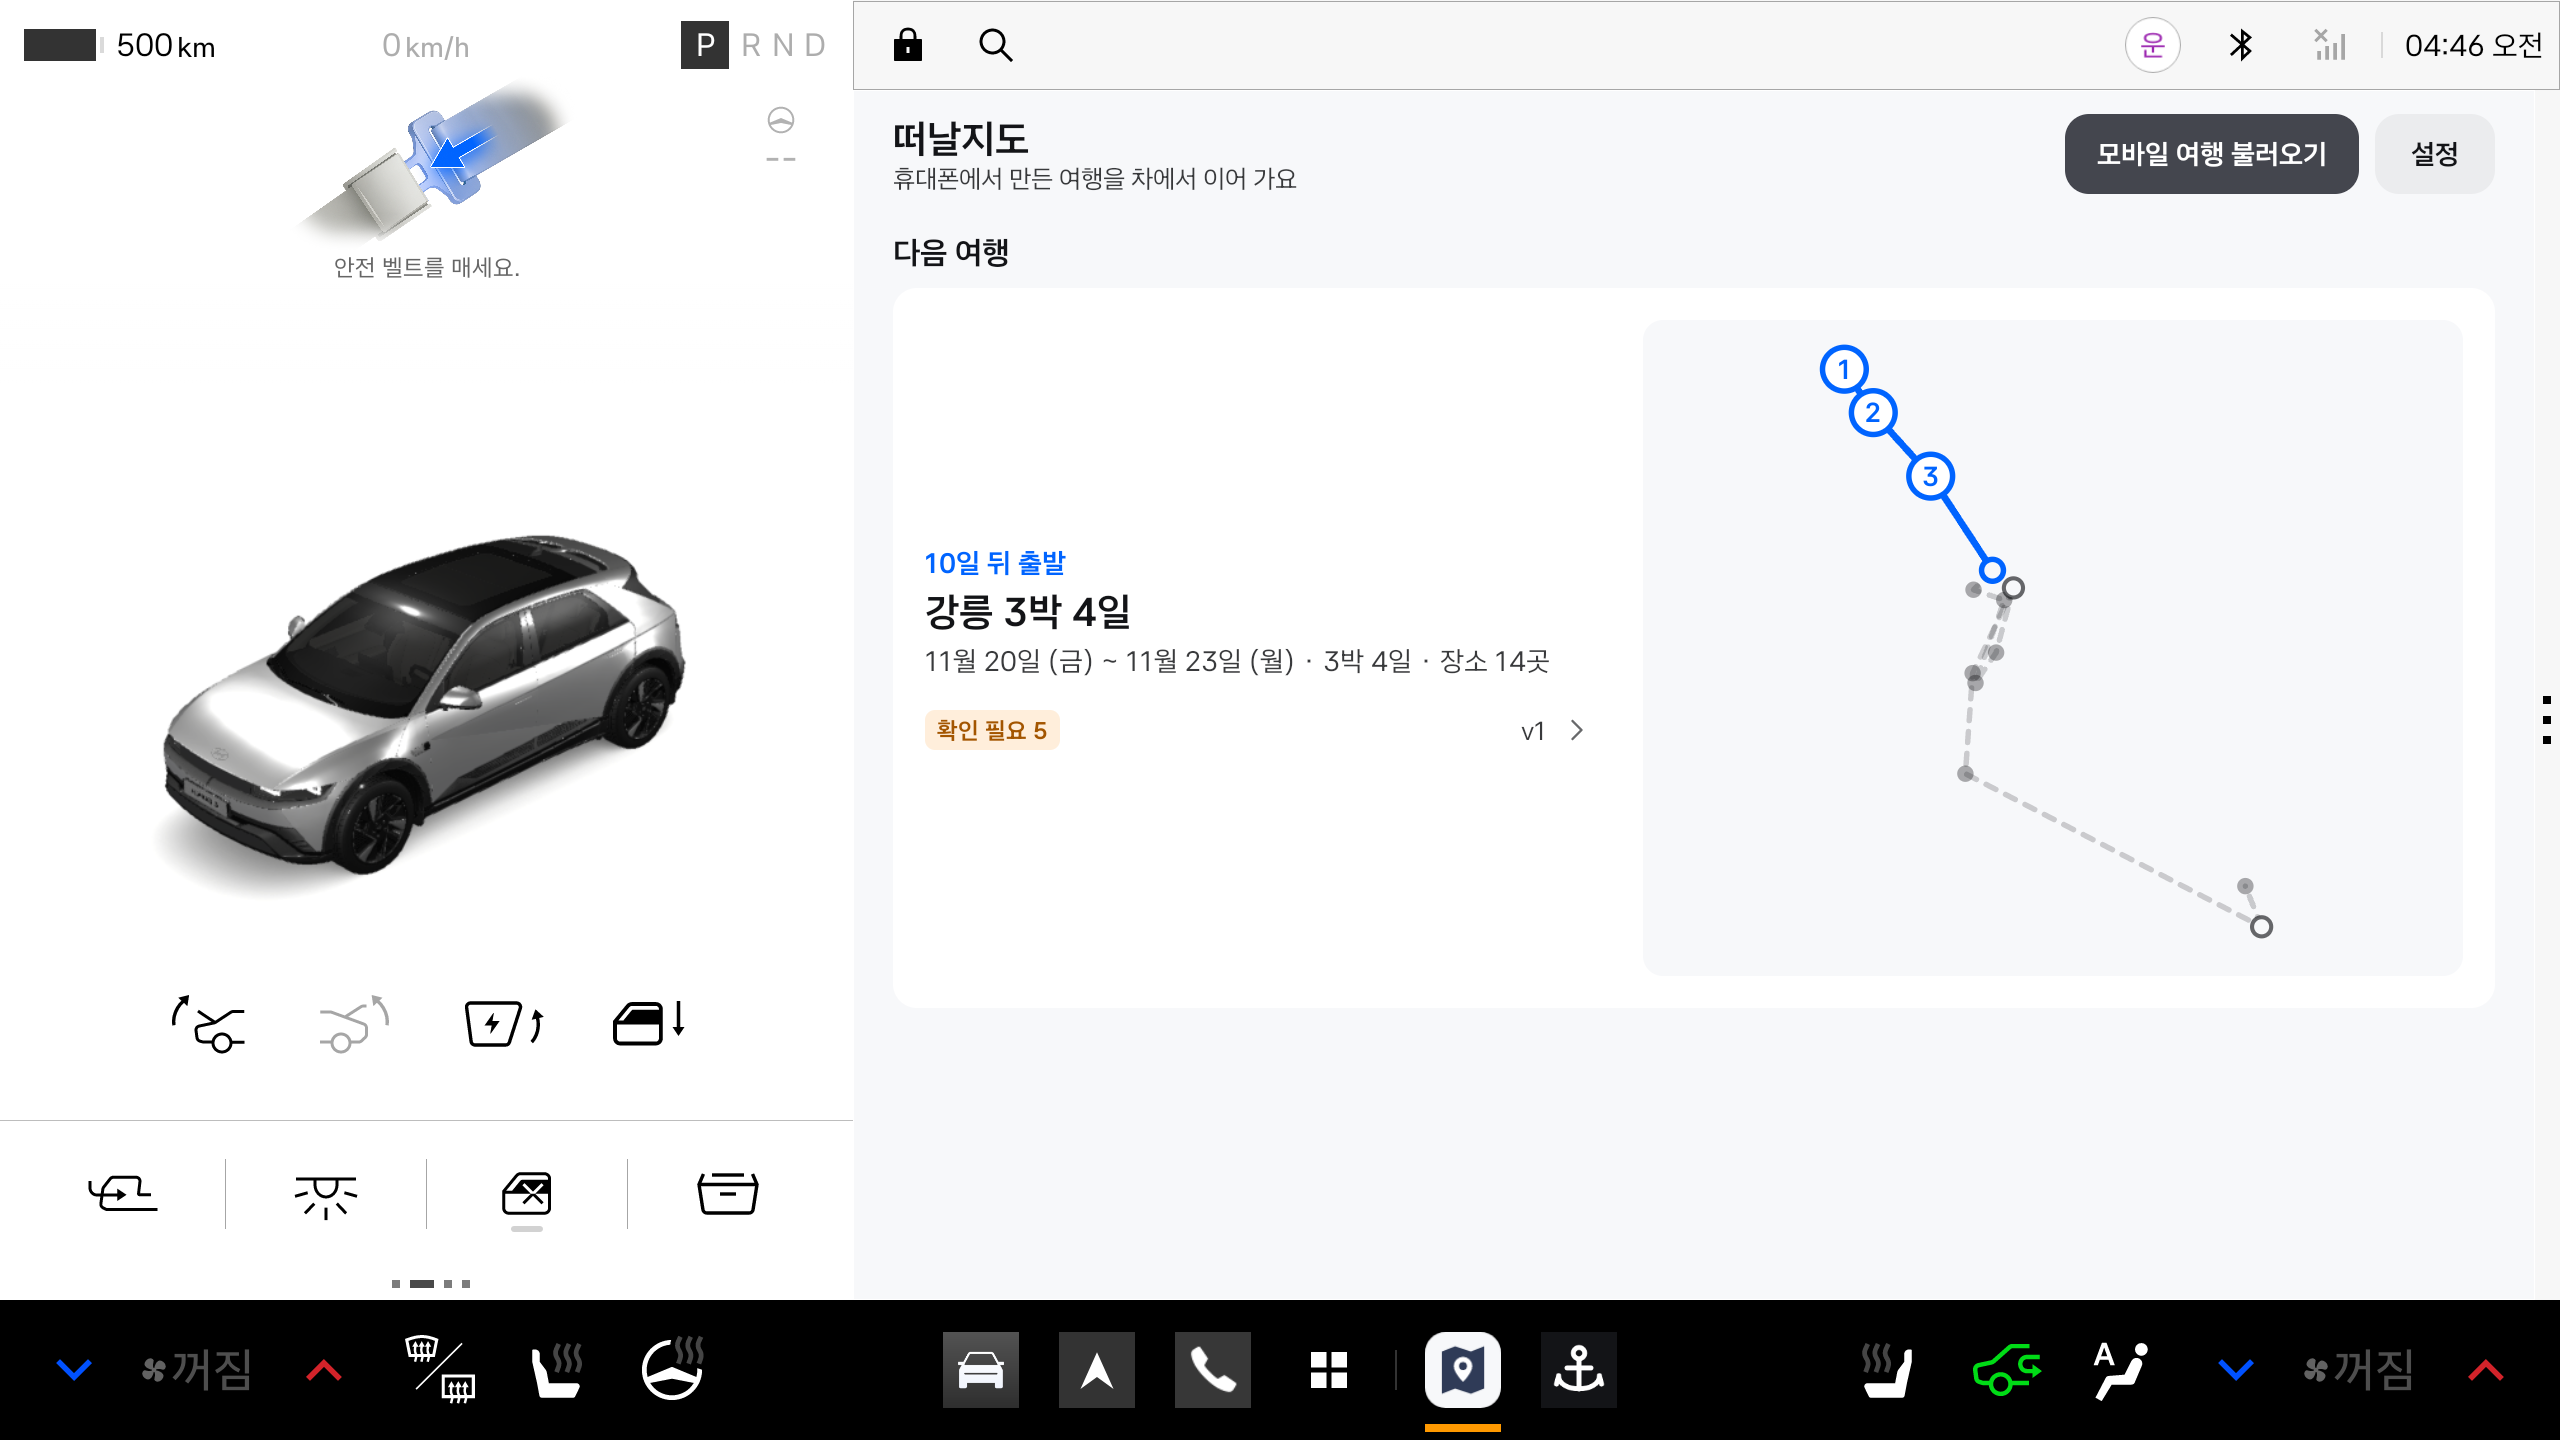 500 km
0 km/h
P R N D
운
04:46 오전
안전 벨트를 매세요.
떠날지도
휴대폰에서 만든 여행을 차에서 이어 가요
모바일 여행 불러오기
설정
다음 여행
10일 뒤 출발
강릉 3박 4일
11월 20일 (금) ~ 11월 23일 (월) · 3박 4일 · 장소 14곳
확인 필요 5
v1
1
2
3
꺼짐
A
꺼짐